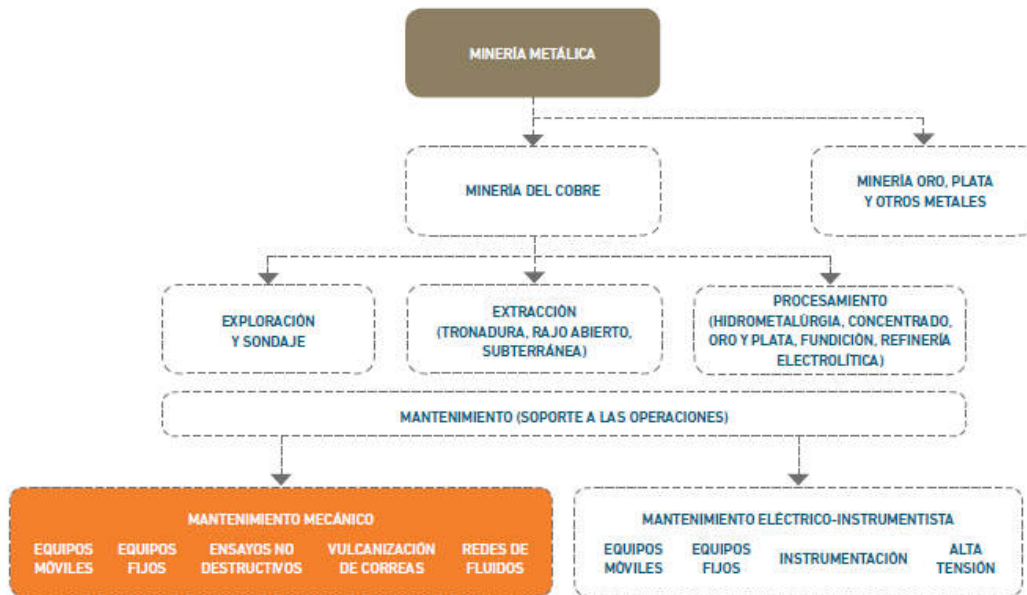 MINERÍA METÁLICA
MINERÍA DEL COBRE
MINERÍA ORO, PLATA
Y OTROS METALES
EXPLORACIÓN
Y SONDAJE
EXTRACCIÓN
(TRONADURA, RAJO ABIERTO,
SUBTERRÁNEA)
PROCESAMIENTO
(HIDROMETALÚRGIA, CONCENTRADO,
ORO Y PLATA, FUNDICIÓN, REFINERÍA
ELECTROLÍTICA)
MANTENIMIENTO (SOPORTE A LAS OPERACIONES)
MANTENIMIENTO MECÁNICO
EQUIPOS
MÓVILES
EQUIPOS
FIJOS
ENSAYOS NO
DESTRUCTIVOS
VULCANIZACIÓN
DE CORREAS
REDES DE
FLUIDOS
MANTENIMIENTO ELÉCTRICO-INSTRUMENTISTA
EQUIPOS
MÓVILES
EQUIPOS
FIJOS
INSTRUMENTACIÓN
ALTA
TENSIÓN